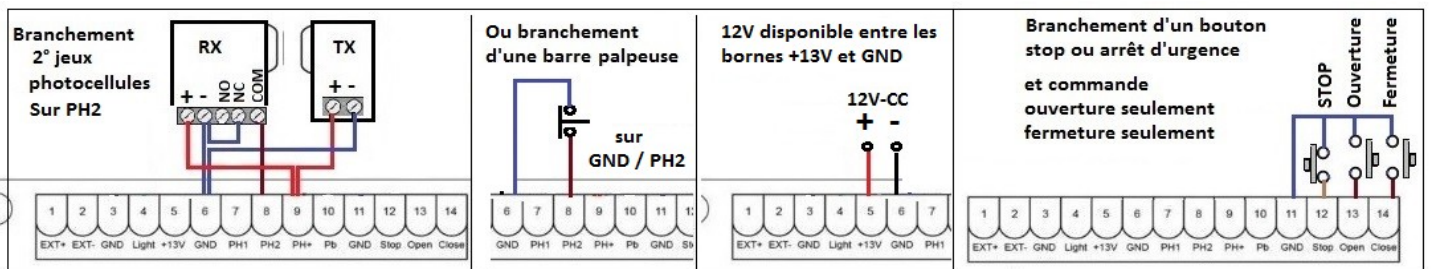 Branchement
2° jeux
photocellules
Sur PH2
RX
TX
+ - NO NC COM
+ -
1 2 3 4 5 6 7 8 9 10 11 12 13 14
EXT+ EXT- GND Light +13V GND PH1 PH2 PH+ Pb GND Stop Open Close
Ou branchement
d'une barre palpeuse
sur
GND / PH2
6 7 8 9 10 11
GND PH1 PH2 PH+ Pb GND
12V disponible entre les
bornes +13V et GND
12V-CC
+ -
1 2 3 4 5 6 7
EXT+ EXT- GND Light +13V GND PH1
Branchement d'un bouton
stop ou arrêt d'urgence
et commande
ouverture seulement
fermeture seulement
STOP
Ouverture
Fermeture
1 2 3 4 5 6 7 8 9 10 11 12 13 14
EXT+ EXT- GND Light +13V GND PH1 PH2 PH+ Pb GND Stop Open Close